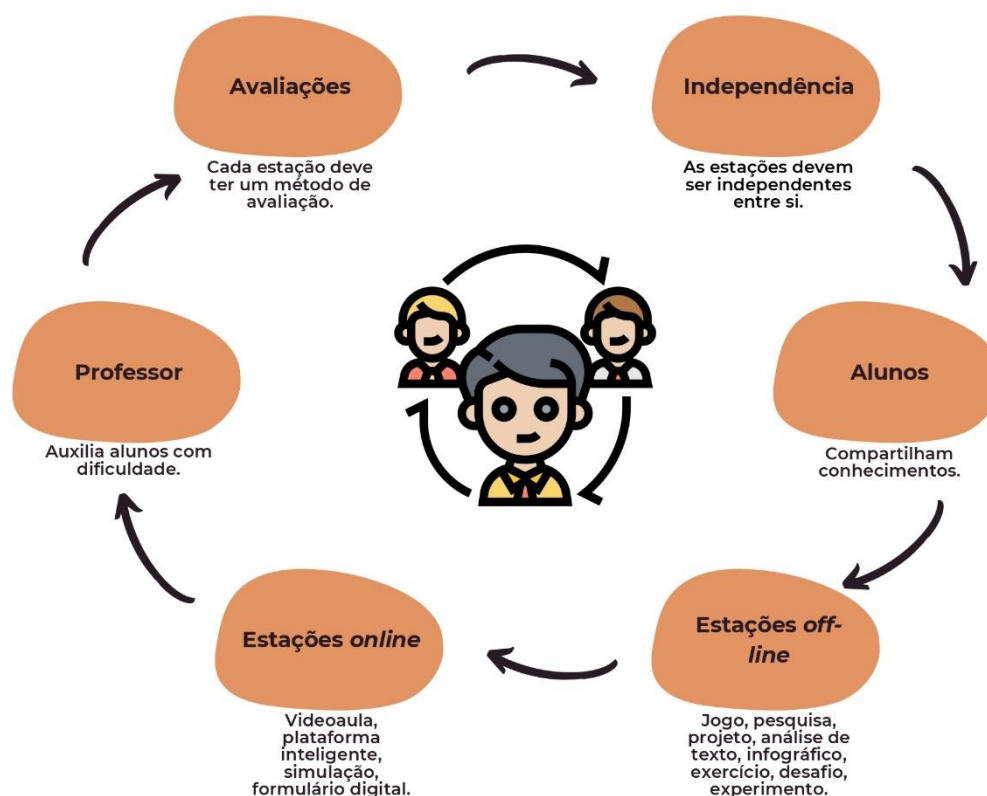 Avaliações
Cada estação deve
ter um método de
avaliação.
Independência
As estações devem
ser independentes
entre si.
Alunos
Compartilham
conhecimentos.
Estações off-
line
Jogo, pesquisa,
projeto, análise de
texto, infográfico,
exercício, desafio,
experimento.
Estações online
Videoaula,
plataforma
inteligente,
simulação,
formulário digital.
Professor
Auxilia alunos com
dificuldade.